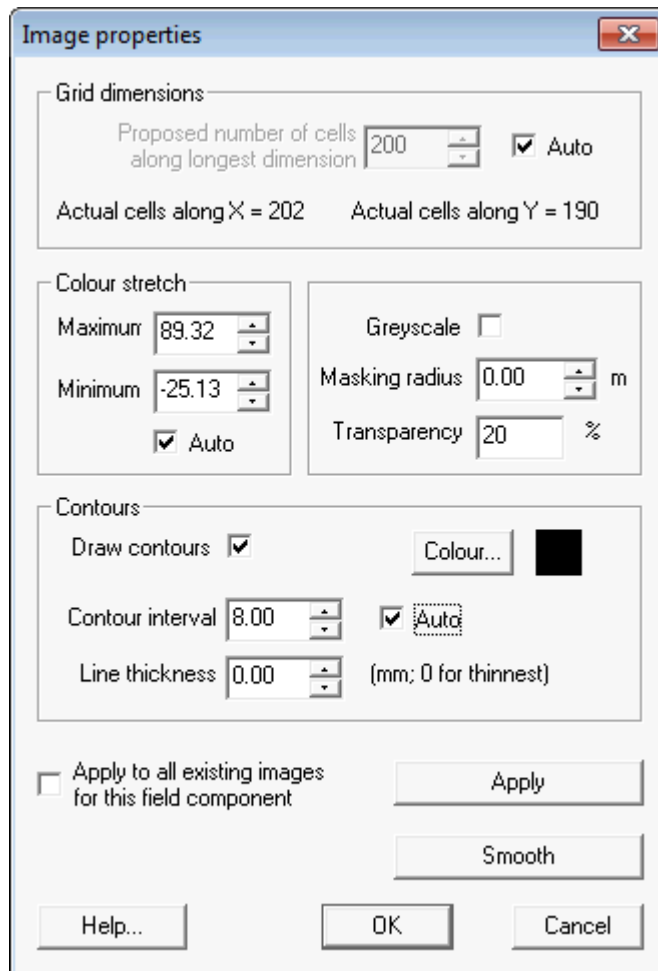 Image properties
Grid dimensions
Proposed number of cells
along longest dimension
200
Auto
Actual cells along X = 202
Actual cells along Y = 190
Colour stretch
Maximum 89.32
Minimum -25.13
Auto
Greyscale
Masking radius 0.00 m
Transparency 20 %
Contours
Draw contours
Colour...
Contour interval 8.00
Auto
Line thickness 0.00 (mm; 0 for thinnest)
Apply to all existing images
for this field component
Apply
Smooth
Help...
OK
Cancel